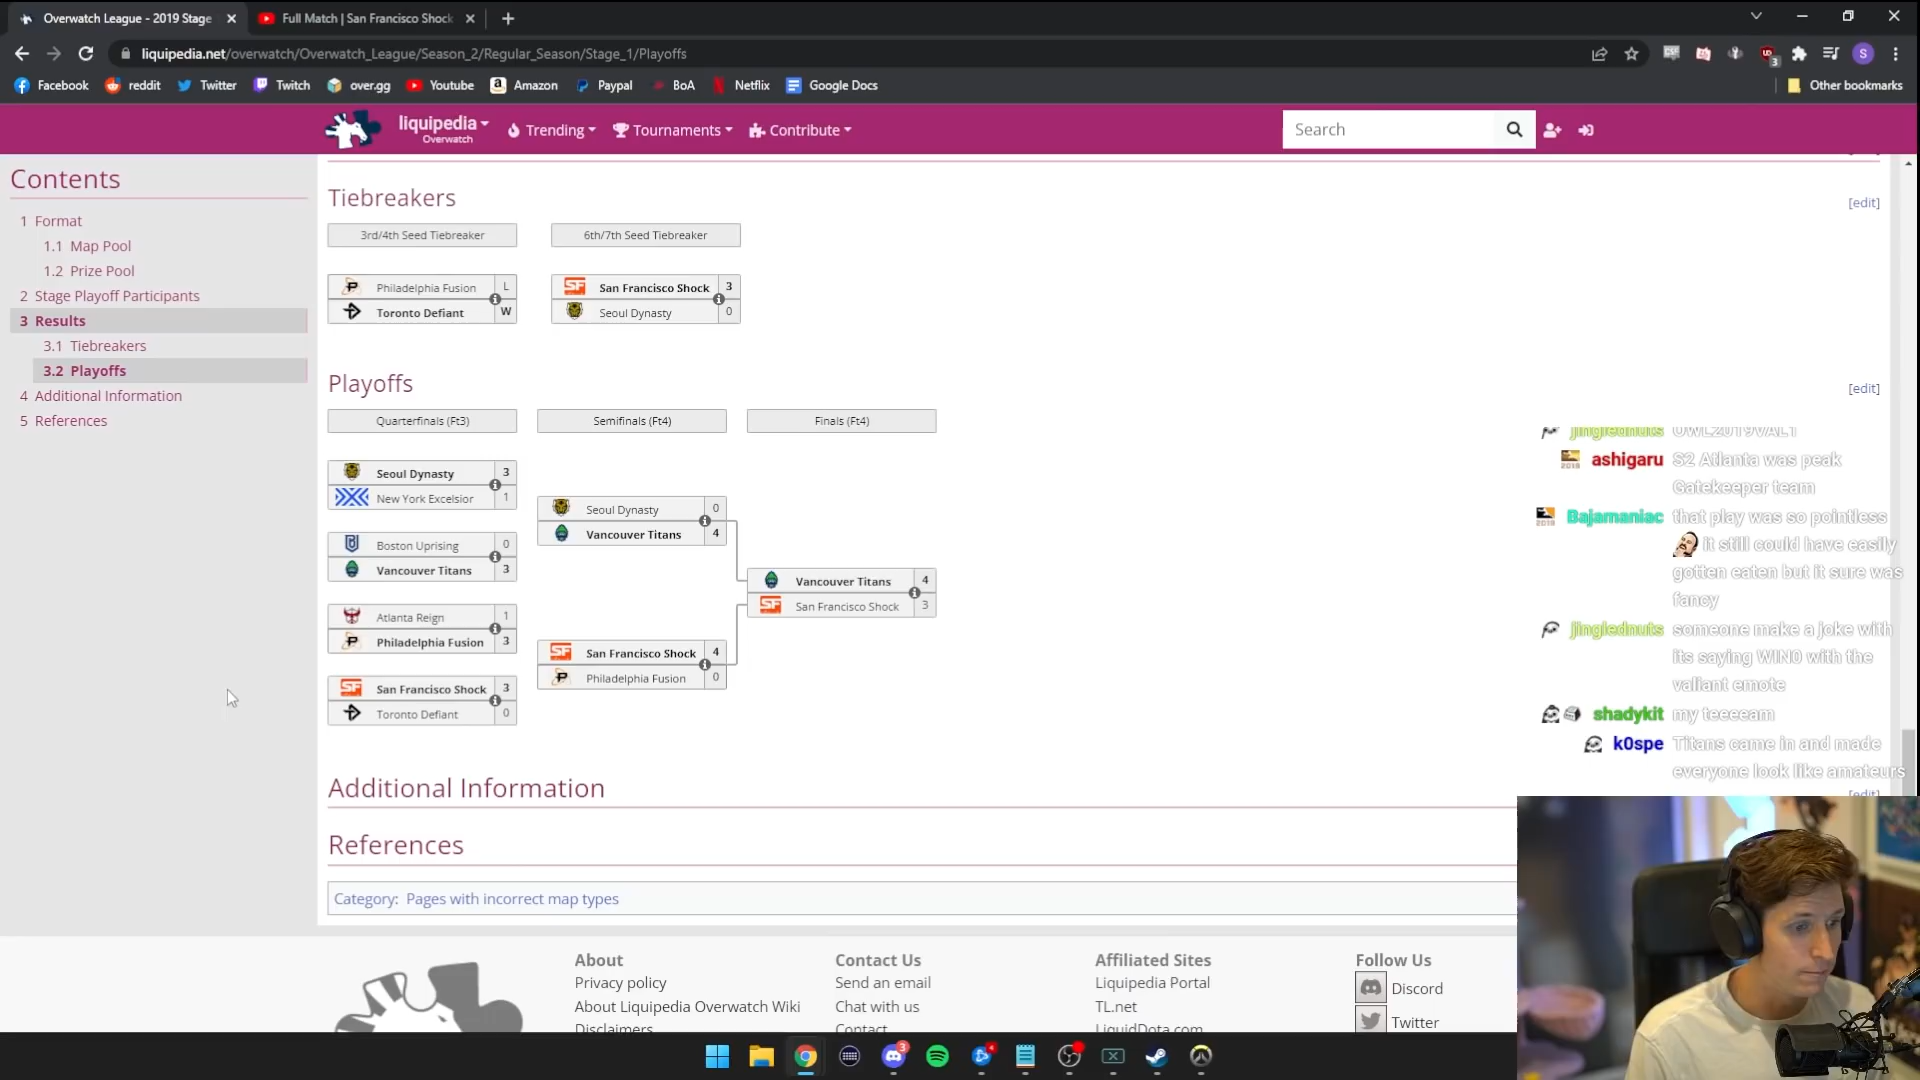 Overwatch League - 2019 Stage
Full Match | San Francisco Shock
liquipedia.net/overwatch/Overwatch_League/Season_2/Regular_Season/Stage_1/Playoffs
3
S
Facebook
reddit
Twitter
Twitch
over.gg
Youtube
Amazon
Paypal
BoA
Netflix
Google Docs
Other bookmarks
liquipedia
Overwatch
Trending
Tournaments
Contribute
Search
Contents
1 Format
1.1 Map Pool
1.2 Prize Pool
2 Stage Playoff Participants
3 Results
3.1 Tiebreakers
3.2 Playoffs
4 Additional Information
5 References
Tiebreakers
[edit]
3rd/4th Seed Tiebreaker
6th/7th Seed Tiebreaker
Philadelphia Fusion L
Toronto Defiant W
San Francisco Shock 3
Seoul Dynasty 0
Playoffs
[edit]
Quarterfinals (Ft3)
Semifinals (Ft4)
Finals (Ft4)
Seoul Dynasty 3
New York Excelsior 1
Boston Uprising 0
Vancouver Titans 3
Atlanta Reign 1
Philadelphia Fusion 3
San Francisco Shock 3
Toronto Defiant 0
Seoul Dynasty 0
Vancouver Titans 4
San Francisco Shock 4
Philadelphia Fusion 0
Vancouver Titans 4
San Francisco Shock 3
jinglednuts OWL2019VAL1
ashigaru S2 Atlanta was peak
Gatekeeper team
Bajamaniac that play was so pointless
it still could have easily
gotten eaten but it sure was
fancy
jinglednuts someone make a joke with
its saying WIN0 with the
valiant emote
shadykit my teeeeam
k0spe Titans came in and made
everyone look like amateurs
Additional Information
[edit]
References
Category: Pages with incorrect map types
About
Privacy policy
About Liquipedia Overwatch Wiki
Disclaimers
Contact Us
Send an email
Chat with us
Contact
Affiliated Sites
Liquipedia Portal
TL.net
LiquidDota.com
Follow Us
Discord
Twitter
3